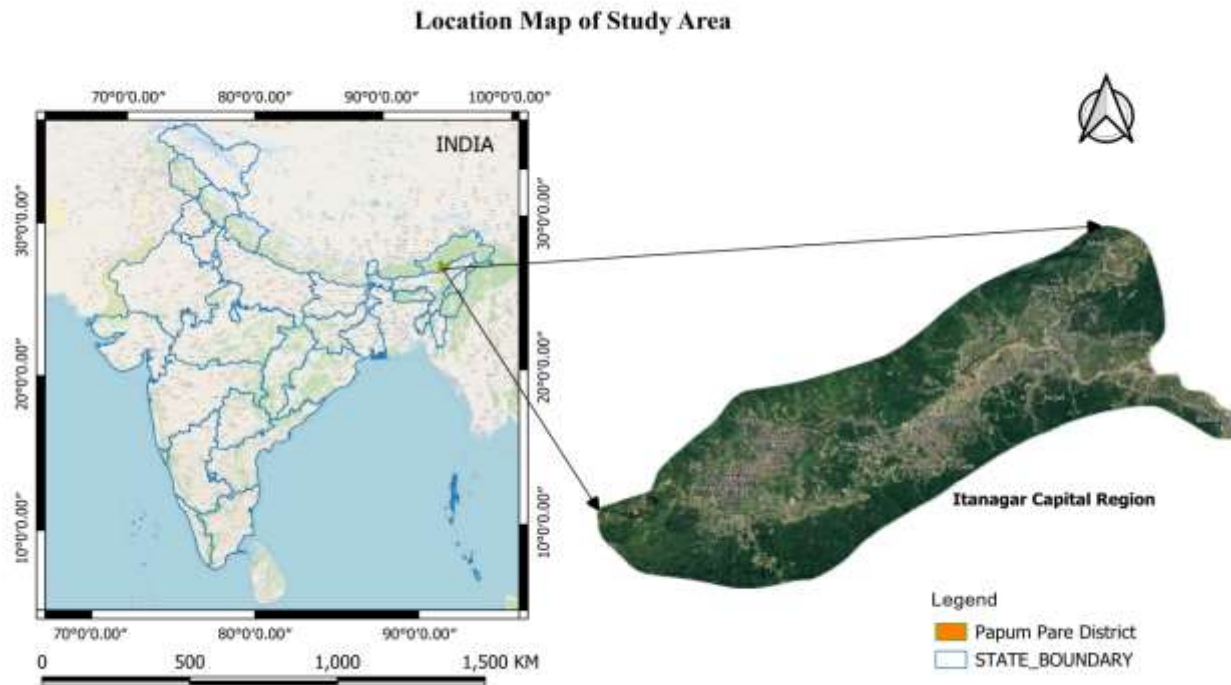 Location Map of Study Area
70°0'0.00" 80°0'0.00" 90°0'0.00" 100°0'0.00"
INDIA
30°0'0.00"
20°0'0.00"
10°0'0.00"
30°0'0.00"
20°0'0.00"
10°0'0.00"
70°0'0.00" 80°0'0.00" 90°0'0.00"
0 500 1,000 1,500 KM
Itanagar Capital Region
Legend
Papum Pare District
STATE_BOUNDARY